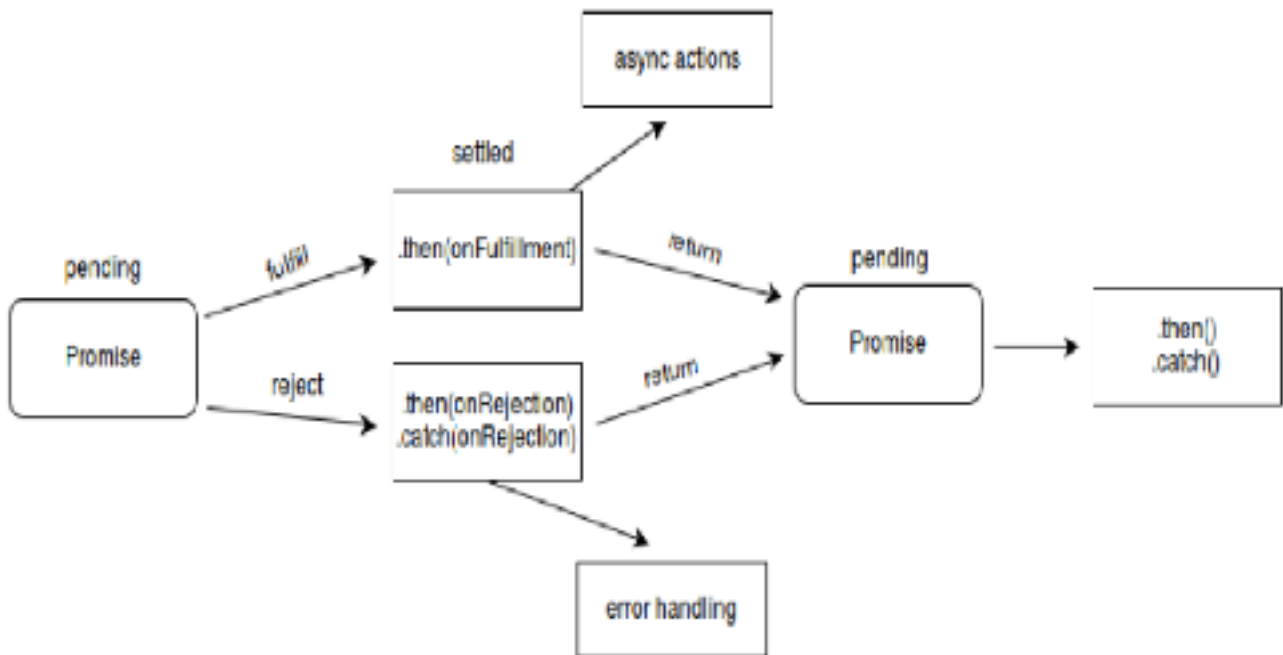 async actions
settled
.then(onFulfillment)
pending
fulfill
Promise
reject
.then(onRejection)
.catch(onRejection)
return
return
pending
Promise
.then()
.catch()
error handling